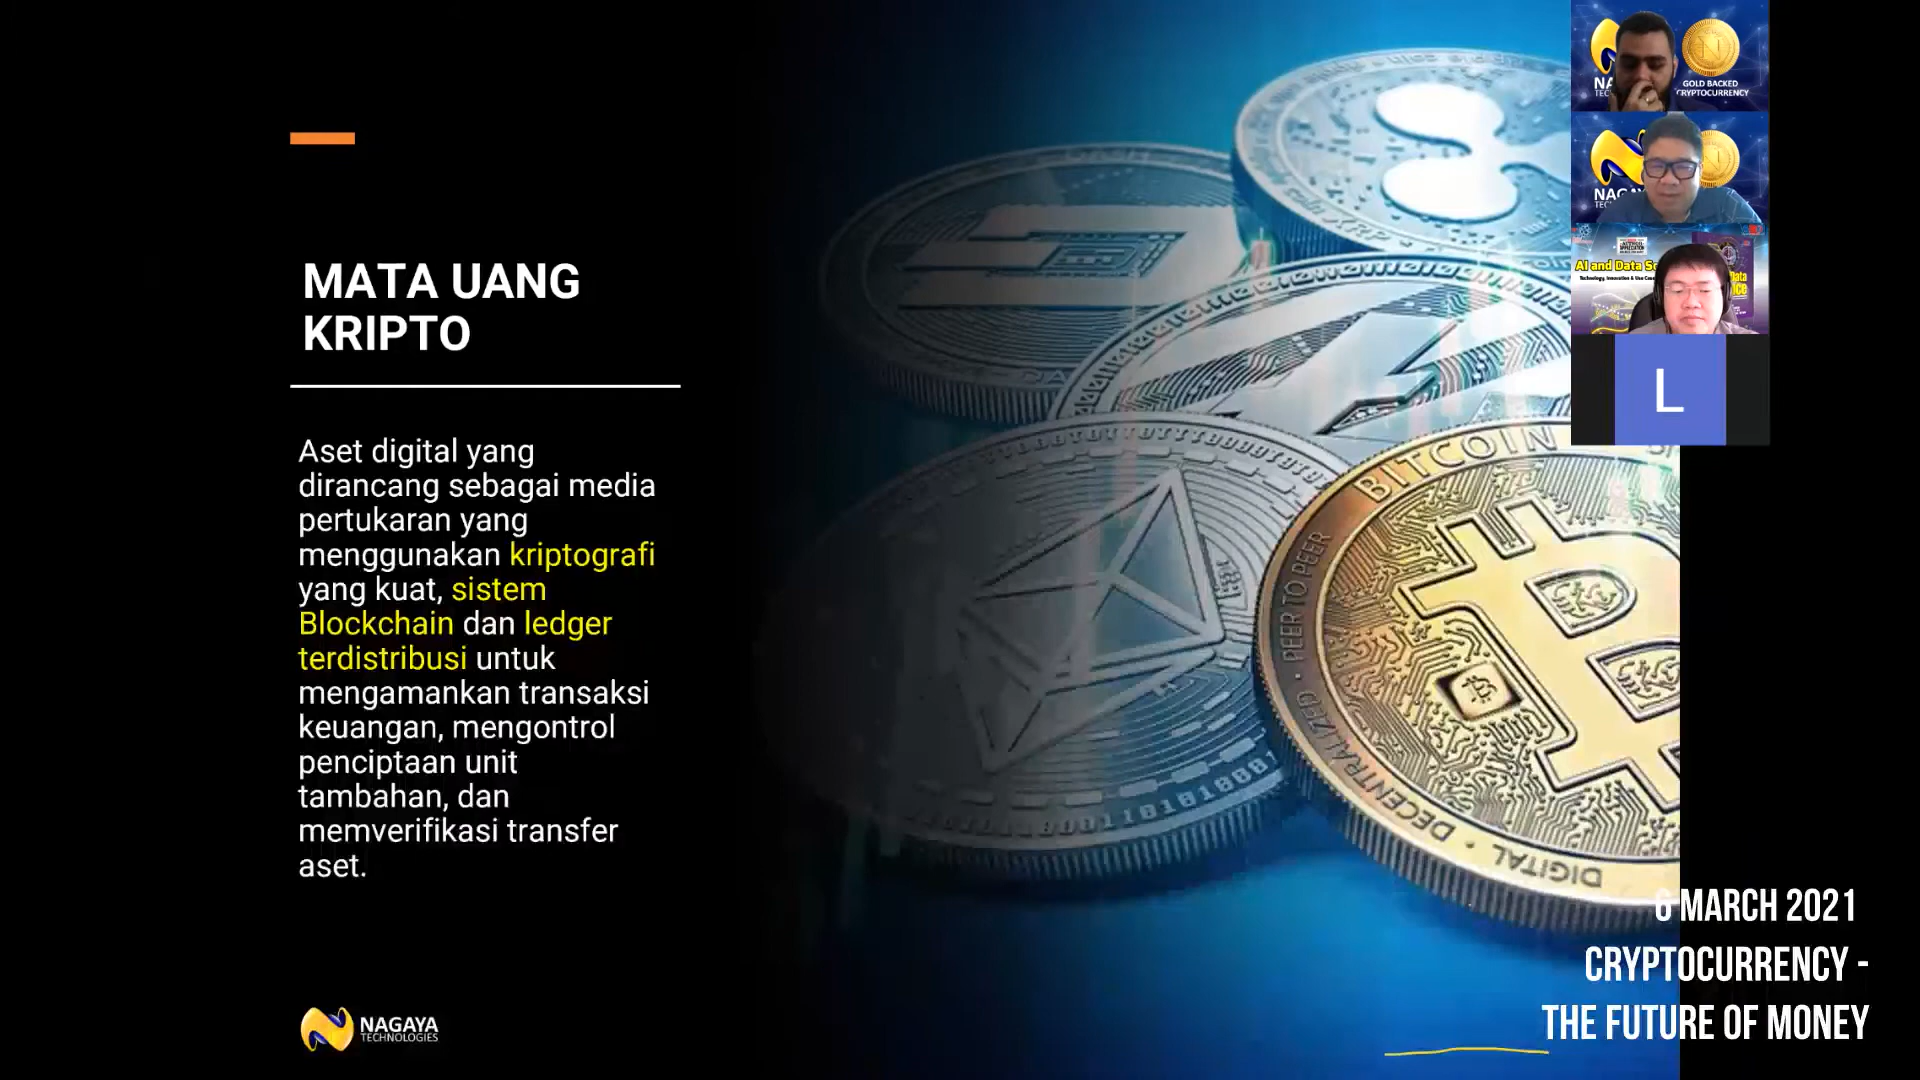 MATA UANG
KRIPTO
Aset digital yang
dirancang sebagai media
pertukaran yang
menggunakan kriptografi
yang kuat, sistem
Blockchain dan ledger
terdistribusi untuk
mengamankan transaksi
keuangan, mengontrol
penciptaan unit
tambahan, dan
memverifikasi transfer
aset.
NAGAYA
TECHNOLOGIES
BITCOIN
PEER TO PEER
DECENTRALIZED
DIGITAL
GOLD BACKED
CRYPTOCURRENCY
AI and Data
L
6 MARCH 2021
CRYPTOCURRENCY -
THE FUTURE OF MONEY